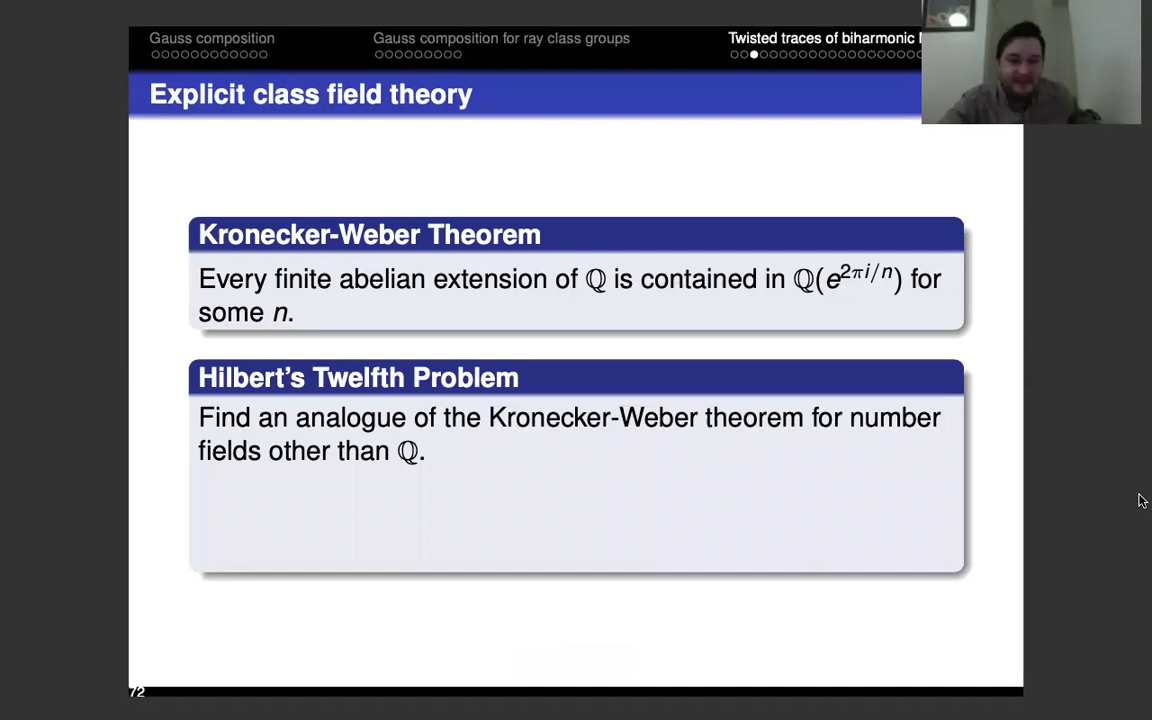 Gauss composition Gauss composition for ray class groups Twisted traces of biharmonic
Explicit class field theory
Kronecker-Weber Theorem
Every finite abelian extension of ℚ is contained in ℚ(e^{2πi/n}) for
some n.
Hilbert's Twelfth Problem
Find an analogue of the Kronecker-Weber theorem for number
fields other than ℚ.
72